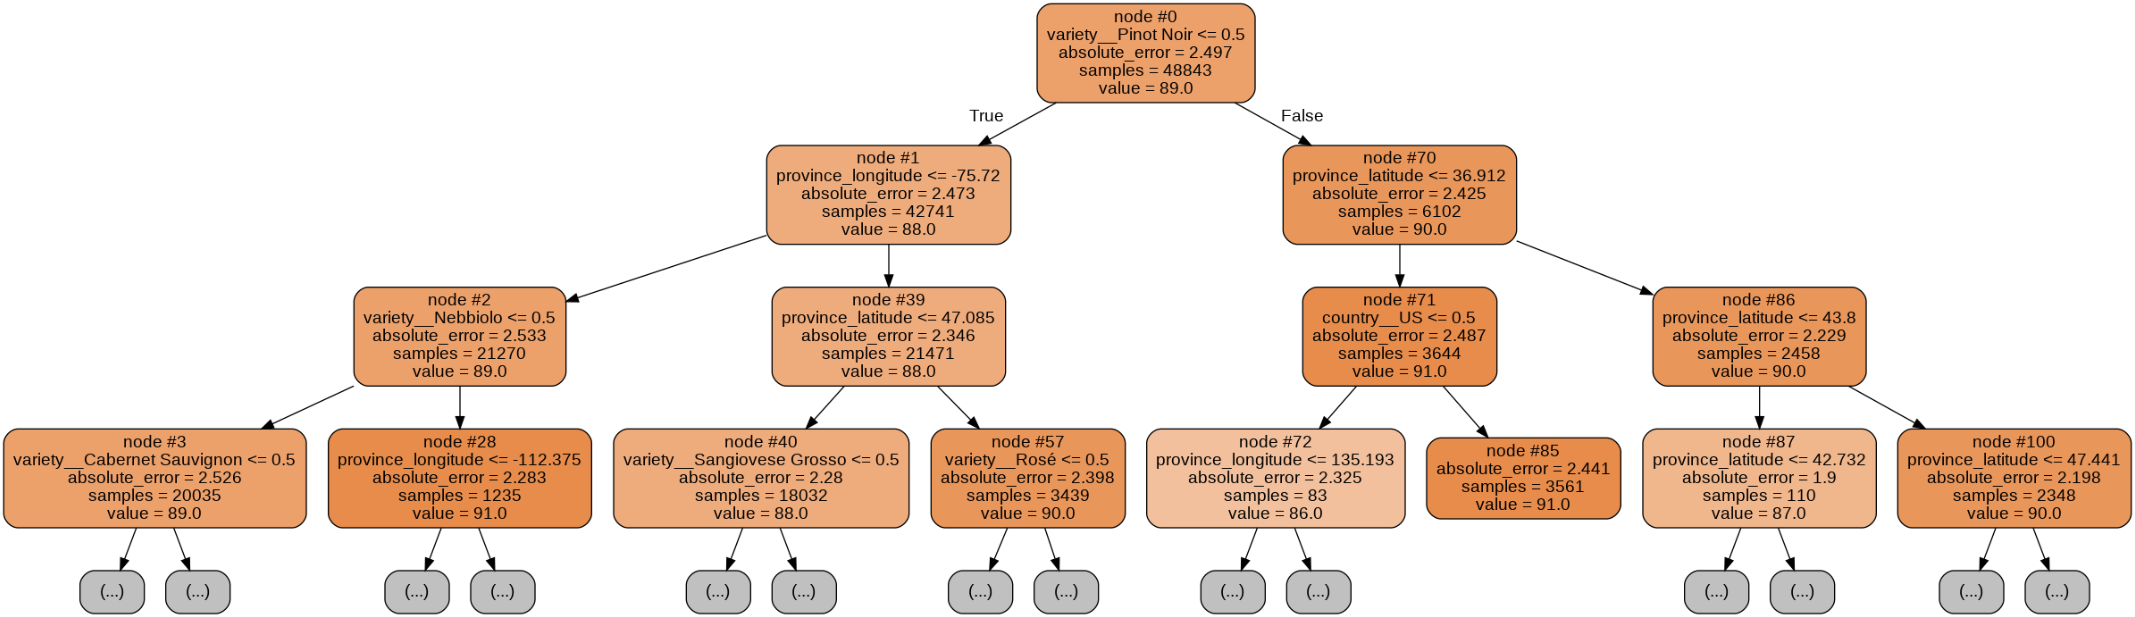 node #0
variety__Pinot Noir <= 0.5
absolute_error = 2.497
samples = 48843
value = 89.0
True
False
node #1
province_longitude <= -75.72
absolute_error = 2.473
samples = 42741
value = 88.0
node #70
province_latitude <= 36.912
absolute_error = 2.425
samples = 6102
value = 90.0
node #2
variety__Nebbiolo <= 0.5
absolute_error = 2.533
samples = 21270
value = 89.0
node #39
province_latitude <= 47.085
absolute_error = 2.346
samples = 21471
value = 88.0
node #71
country__US <= 0.5
absolute_error = 2.487
samples = 3644
value = 91.0
node #86
province_latitude <= 43.8
absolute_error = 2.229
samples = 2458
value = 90.0
node #3
variety__Cabernet Sauvignon <= 0.5
absolute_error = 2.526
samples = 20035
value = 89.0
node #28
province_longitude <= -112.375
absolute_error = 2.283
samples = 1235
value = 91.0
node #40
variety__Sangiovese Grosso <= 0.5
absolute_error = 2.28
samples = 18032
value = 88.0
node #57
variety__Rosé <= 0.5
absolute_error = 2.398
samples = 3439
value = 90.0
node #72
province_longitude <= 135.193
absolute_error = 2.325
samples = 83
value = 86.0
node #85
absolute_error = 2.441
samples = 3561
value = 91.0
node #87
province_latitude <= 42.732
absolute_error = 1.9
samples = 110
value = 87.0
node #100
province_latitude <= 47.441
absolute_error = 2.198
samples = 2348
value = 90.0
(...)
(...)
(...)
(...)
(...)
(...)
(...)
(...)
(...)
(...)
(...)
(...)
(...)
(...)